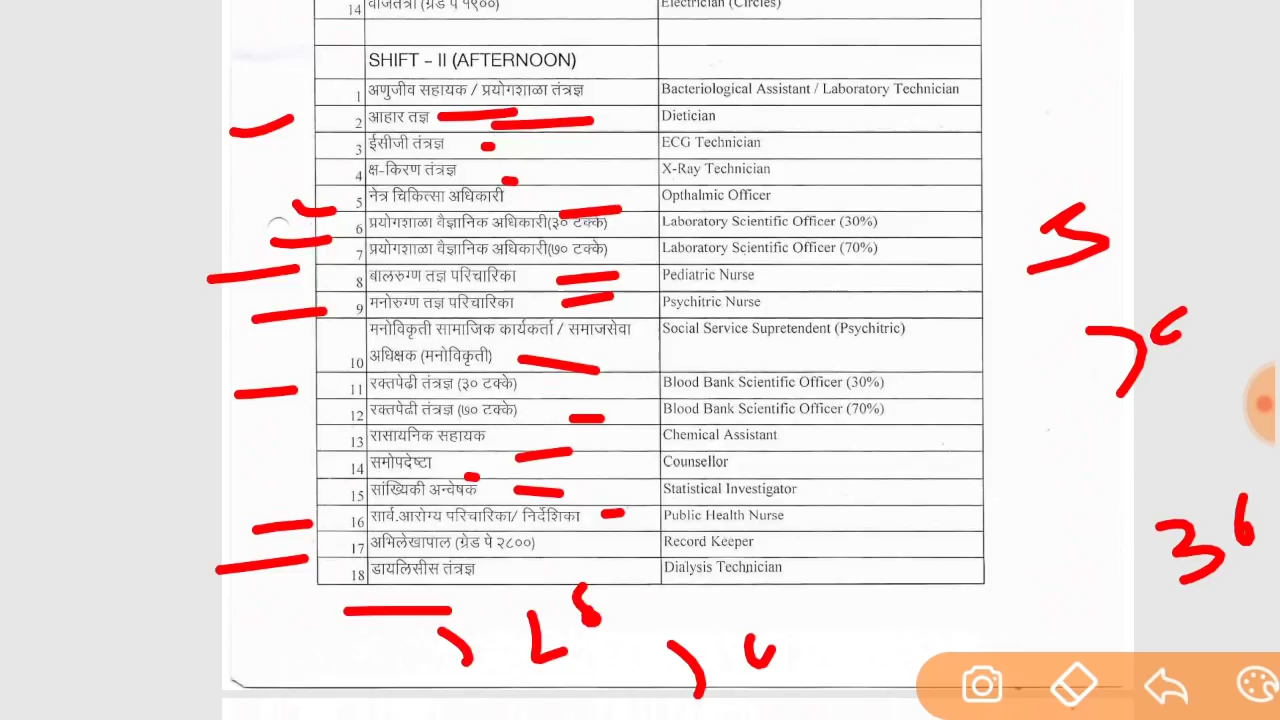 14 वीजतंत्री (ग्रेड पे १९००) Electrician (Circles)
SHIFT – II (AFTERNOON)
1 अणुजीव सहायक / प्रयोगशाळा तंत्रज्ञ Bacteriological Assistant / Laboratory Technician
2 आहार तज्ञ Dietician
3 ईसीजी तंत्रज्ञ ECG Technician
4 क्ष-किरण तंत्रज्ञ X-Ray Technician
5 नेत्र चिकित्सा अधिकारी Opthalmic Officer
6 प्रयोगशाळा वैज्ञानिक अधिकारी(३० टक्के) Laboratory Scientific Officer (30%)
7 प्रयोगशाळा वैज्ञानिक अधिकारी(७० टक्के) Laboratory Scientific Officer (70%)
8 बालरुग्ण तज्ञ परिचारिका Pediatric Nurse
9 मनोरुग्ण तज्ञ परिचारिका Psychitric Nurse
मनोविकृती सामाजिक कार्यकर्ता / समाजसेवा Social Service Supretendent (Psychitric)
10 अधिक्षक (मनोविकृती)
11 रक्तपेढी तंत्रज्ञ (३० टक्के) Blood Bank Scientific Officer (30%)
12 रक्तपेढी तंत्रज्ञ (७० टक्के) Blood Bank Scientific Officer (70%)
13 रासायनिक सहायक Chemical Assistant
14 समोपदेष्टा Counsellor
15 सांख्यिकी अन्वेषक Statistical Investigator
16 सार्व.आरोग्य परिचारिका/ निर्देशिका Public Health Nurse
17 अभिलेखापाल (ग्रेड पे २८००) Record Keeper
18 डायलिसीस तंत्रज्ञ Dialysis Technician